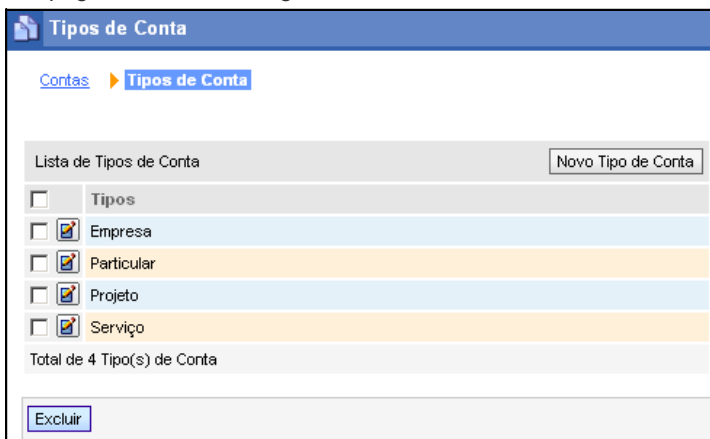 Tipos de Conta
Contas Tipos de Conta
Lista de Tipos de Conta Novo Tipo de Conta
Tipos
Empresa
Particular
Projeto
Serviço
Total de 4 Tipo(s) de Conta
Excluir